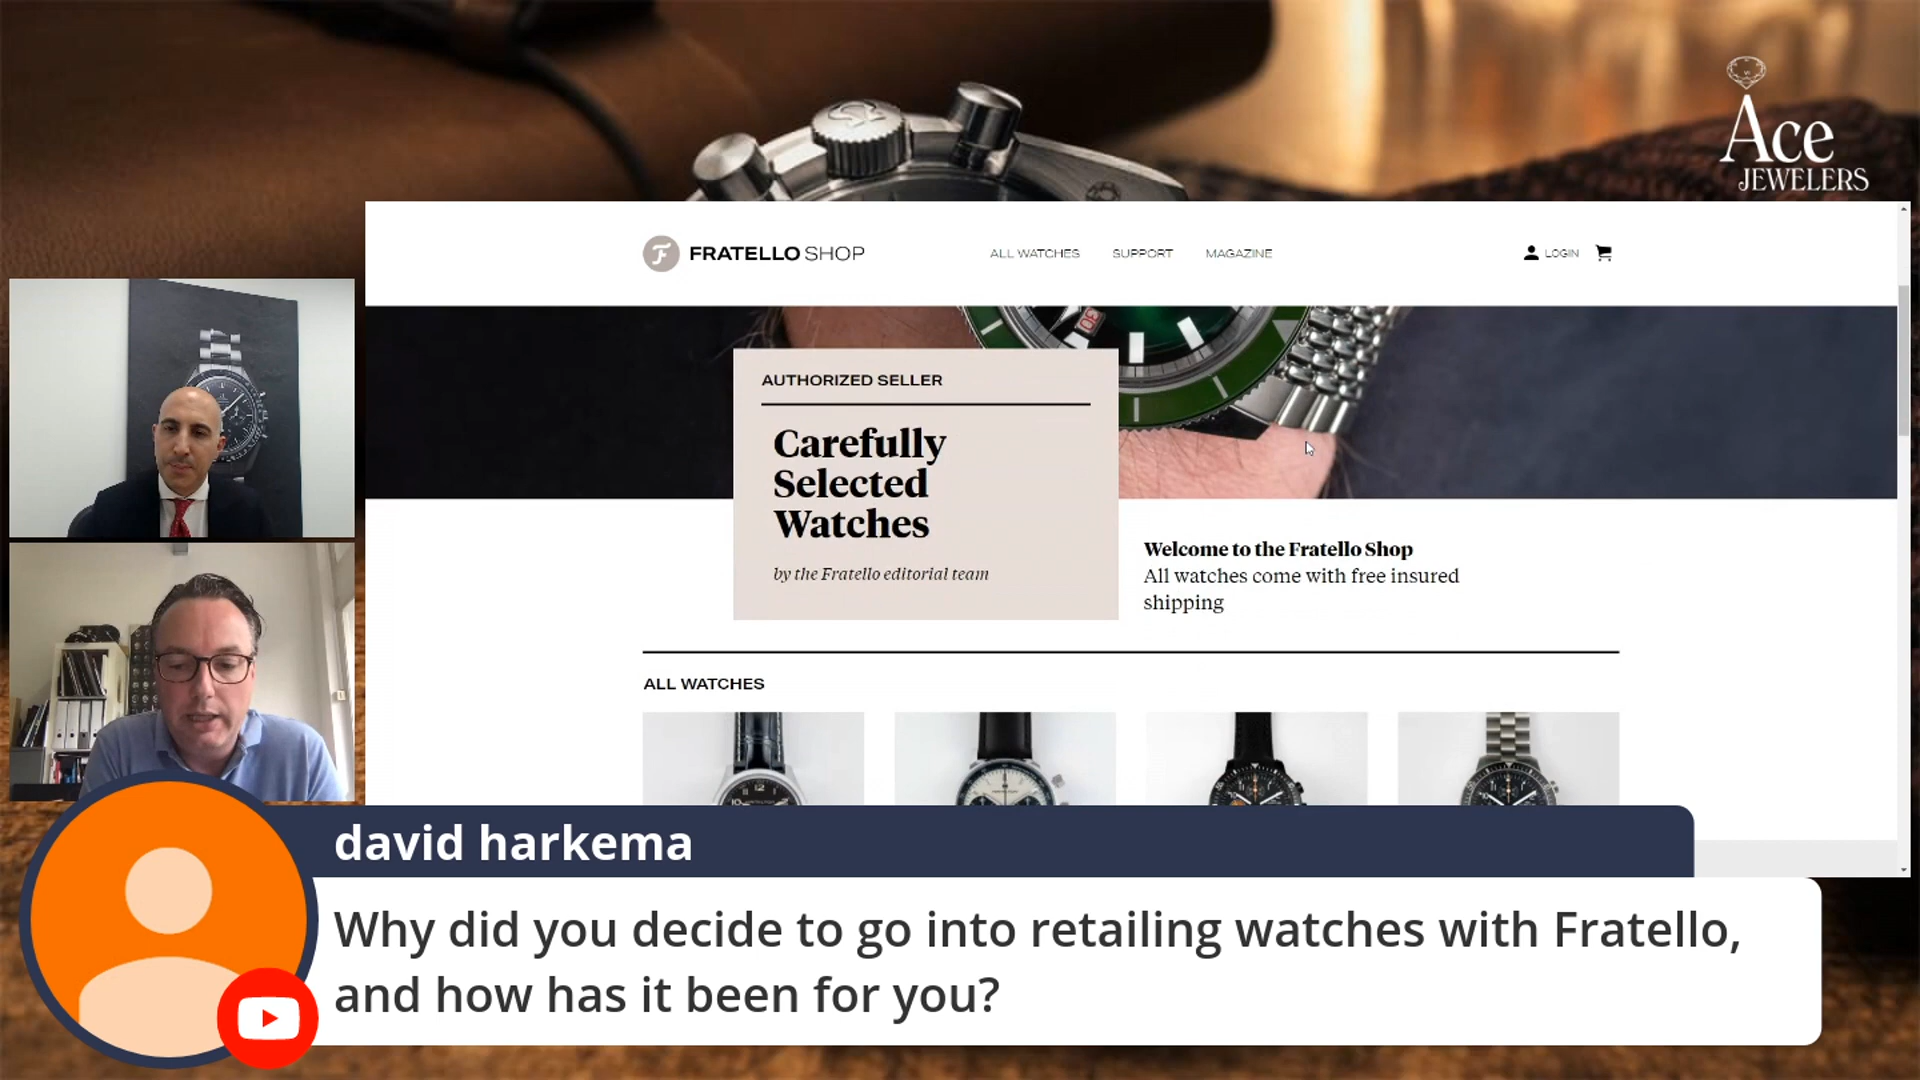 Ace
JEWELERS
FRATELLO SHOP
ALL WATCHES
SUPPORT
MAGAZINE
LOGIN
AUTHORIZED SELLER
Carefully
Selected
Watches
by the Fratello editorial team
Welcome to the Fratello Shop
All watches come with free insured
shipping
ALL WATCHES
david harkema
Why did you decide to go into retailing watches with Fratello,
and how has it been for you?